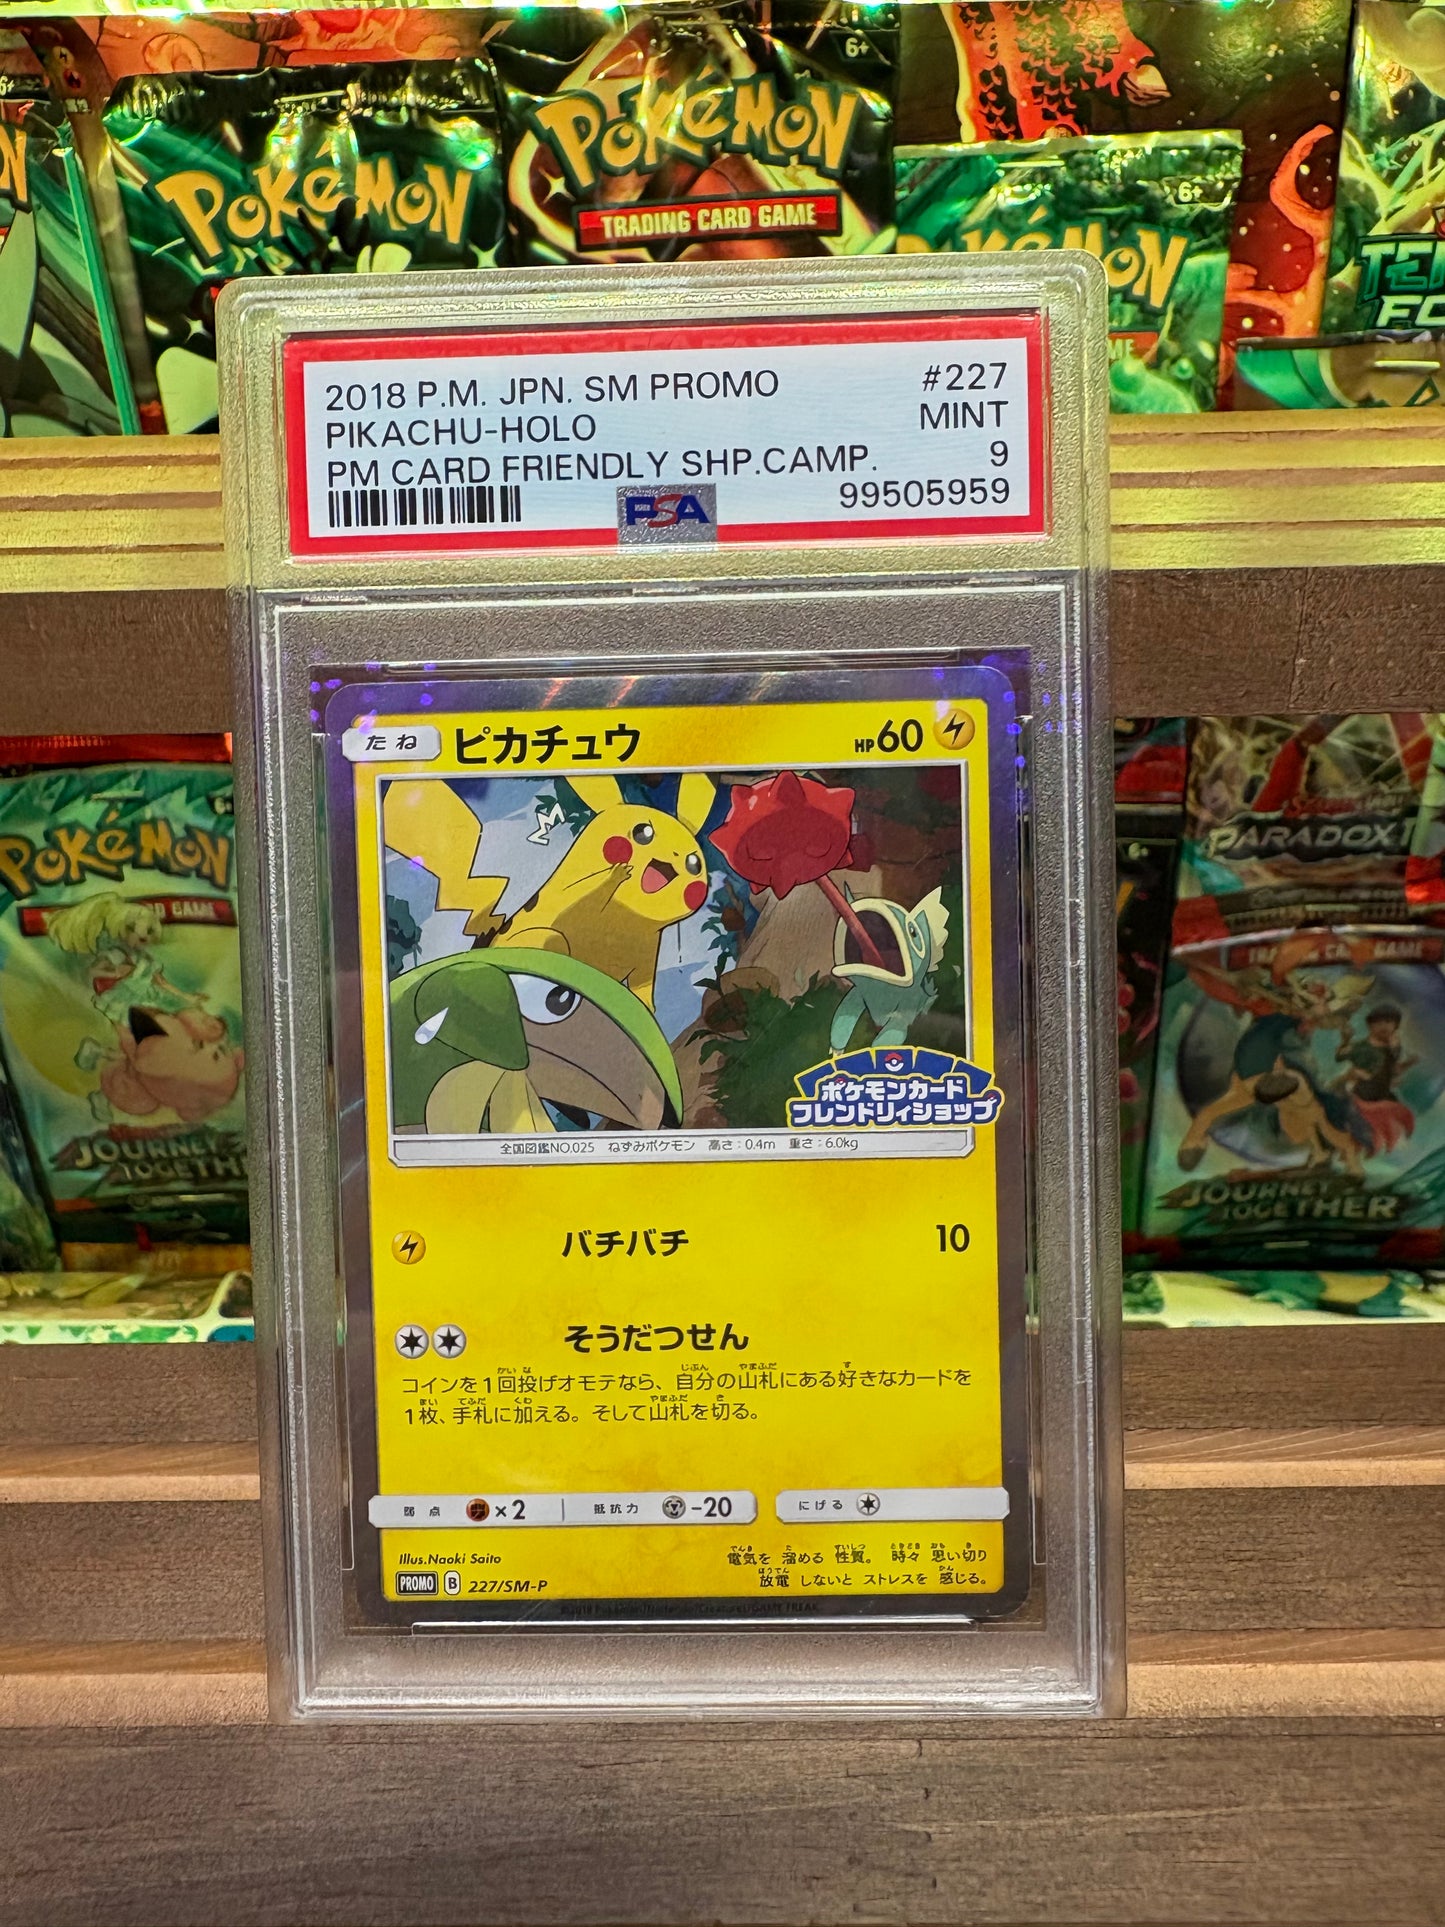 6+
POKéMON
POKéMON
TRADING CARD GAME
6+
2018 P.M. JPN. SM PROMO #227
PIKACHU-HOLO MINT
PM CARD FRIENDLY SHP.CAMP. 9
99505959
PSA
たね ピカチュウ HP60
ポケモンカード
フレンドリィショップ
全国図鑑NO.025 ねずみポケモン 高さ:0.4m 重さ:6.0kg
バチバチ 10
そうだつせん
コインを1回投げオモテなら、自分の山札にある好きなカードを
1枚、手札に加える。そして山札を切る。
弱点 ×2 抵抗力 -20 にげる
Illus.Naoki Saito
電気を 溜める 性質。 時々 思い切り
放電 しないと ストレスを 感じる。
PROMO B 227/SM-P
POKéMON
JOURNEY
TOGETHER
PARADOX
JOURNEY
TOGETHER